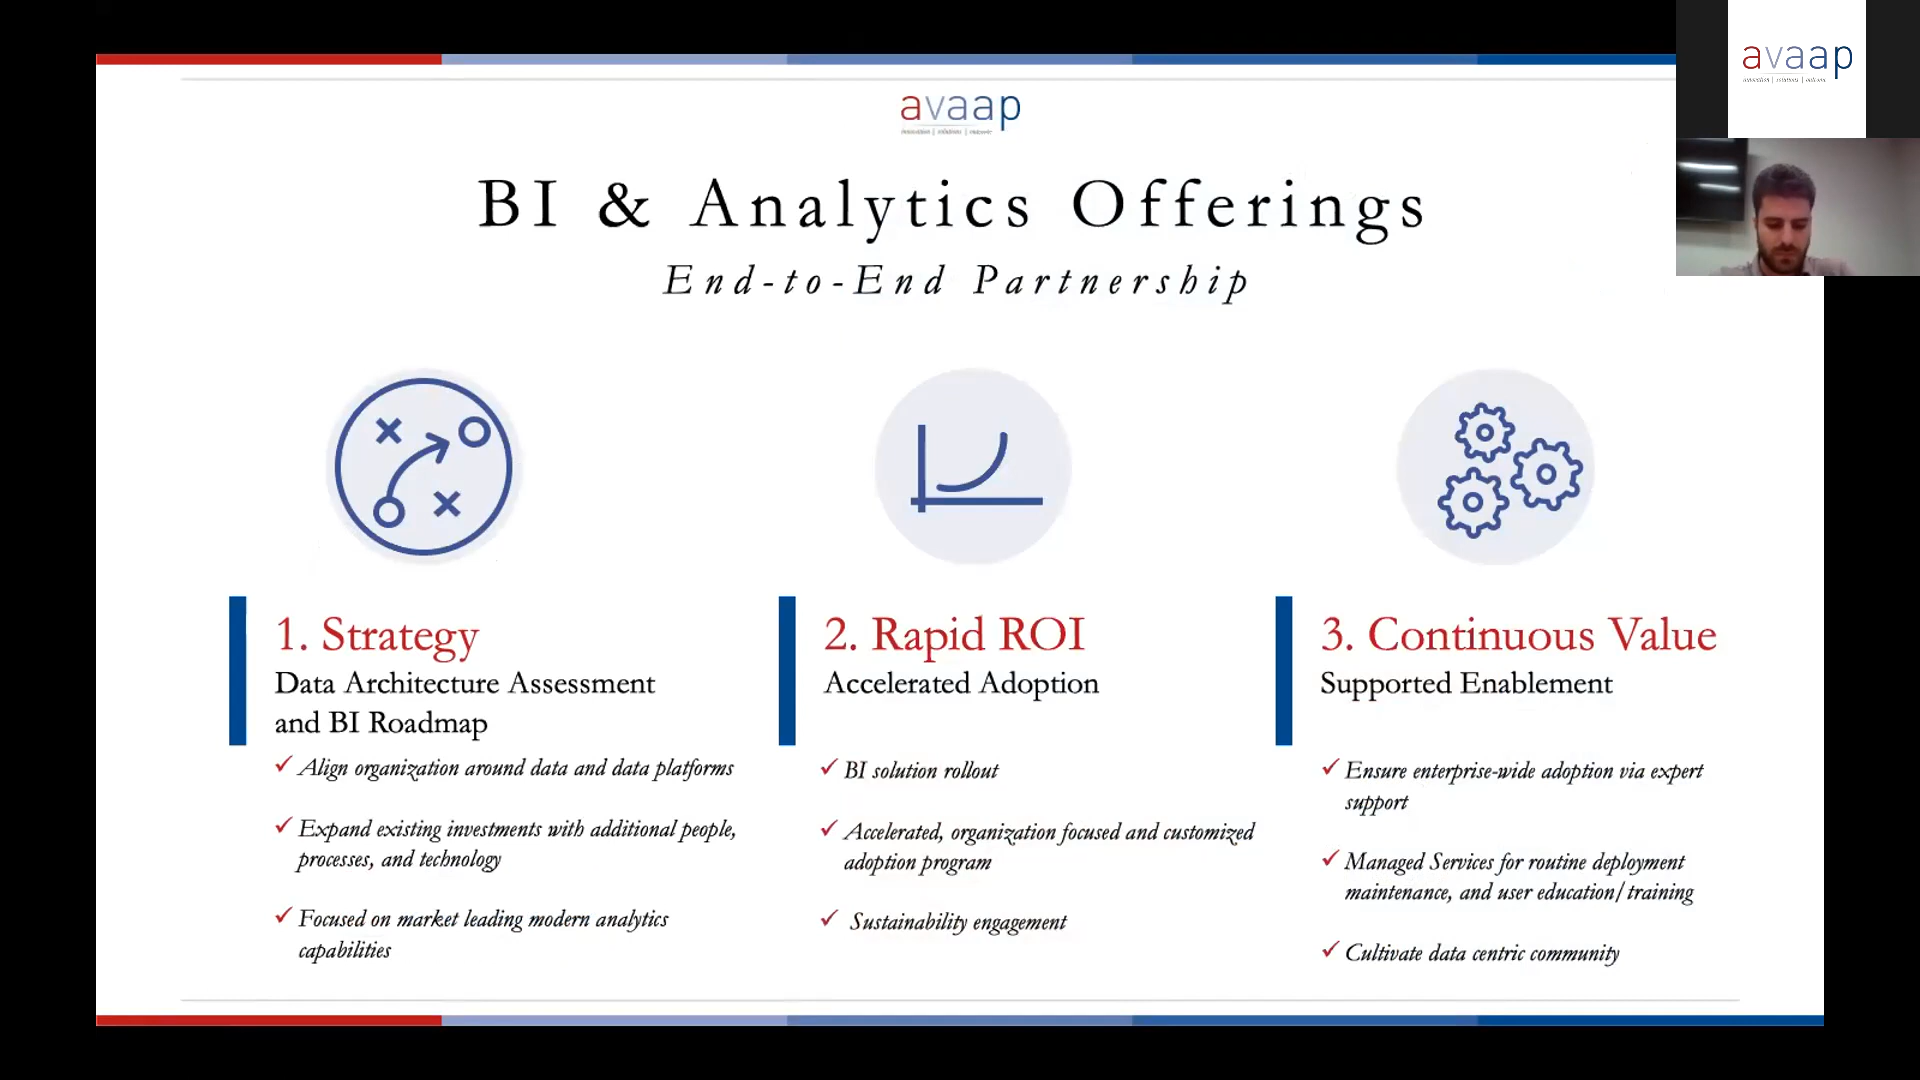 avaap
avaap
innovation | solutions | outcome
BI & Analytics Offerings
End-to-End Partnership
1. Strategy
Data Architecture Assessment
and BI Roadmap
✓ Align organization around data and data platforms
✓ Expand existing investments with additional people,
processes, and technology
✓ Focused on market leading modern analytics
capabilities
2. Rapid ROI
Accelerated Adoption
✓ BI solution rollout
✓ Accelerated, organization focused and customized
adoption program
✓ Sustainability engagement
3. Continuous Value
Supported Enablement
✓ Ensure enterprise-wide adoption via expert
support
✓ Managed Services for routine deployment
maintenance, and user education/training
✓ Cultivate data centric community